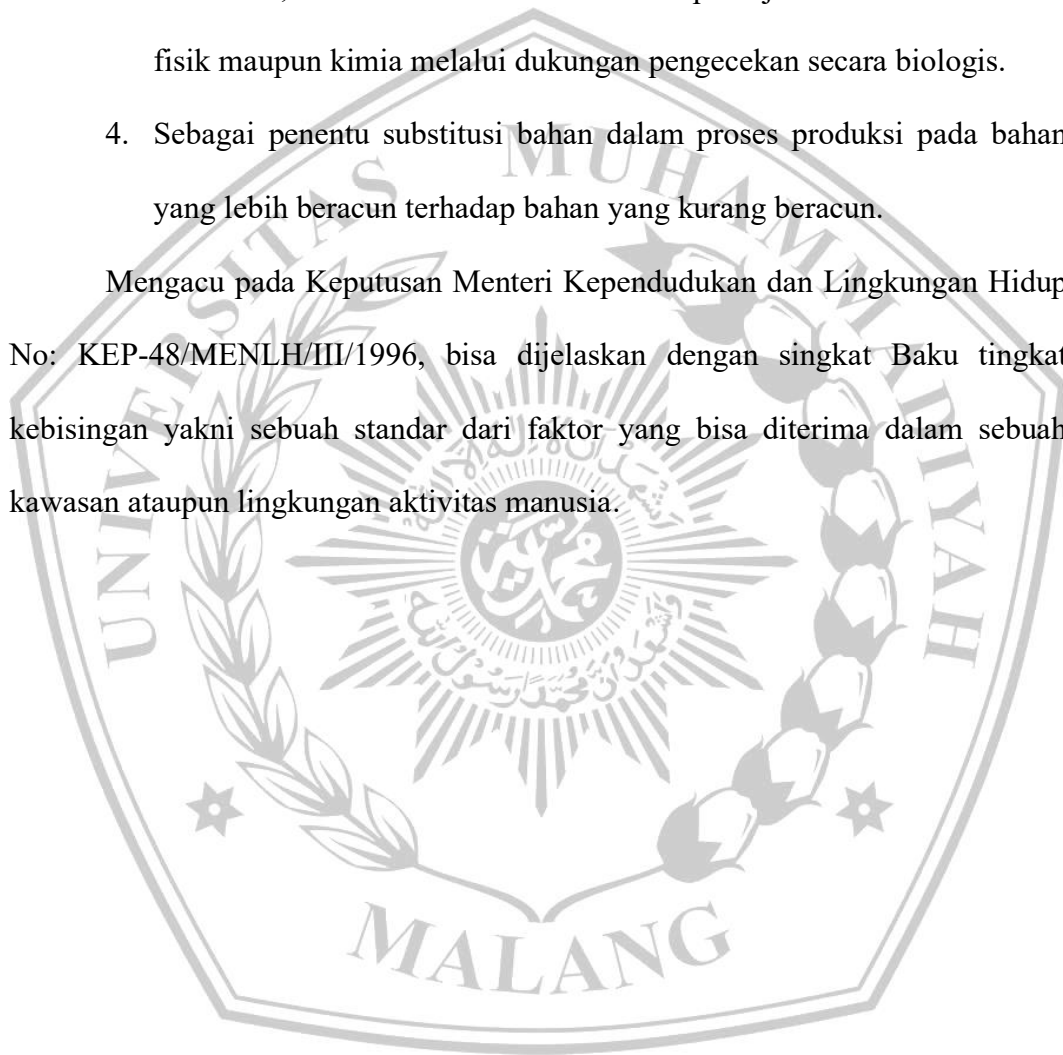 fisik maupun kimia melalui dukungan pengecekan secara biologis.
4. Sebagai penentu substitusi bahan dalam proses produksi pada bahan
yang lebih beracun terhadap bahan yang kurang beracun.
Mengacu pada Keputusan Menteri Kependudukan dan Lingkungan Hidup
No: KEP-48/MENLH/III/1996, bisa dijelaskan dengan singkat Baku tingkat
kebisingan yakni sebuah standar dari faktor yang bisa diterima dalam sebuah
kawasan ataupun lingkungan aktivitas manusia.
UNIVERSITAS MUHAMMADIYAH
MALANG